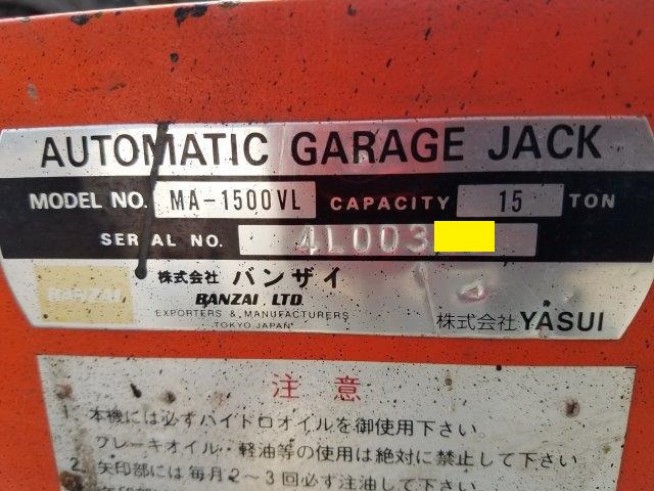 AUTOMATIC GARAGE JACK
MODEL NO. MA-1500VL CAPACITY 15 TON
SERIAL NO. 4L003
BANZAI
株式会社 バンザイ
BANZAI LTD.
EXPORTERS & MANUFACTURERS
TOKYO JAPAN
株式会社 YASUI
注意
1. 本機には必ずハイドロオイルを御使用下さい
ブレーキオイル・軽油等の使用は絶対に禁止して下さい
2. 矢印部には毎月2~3回必ず注油して下さい